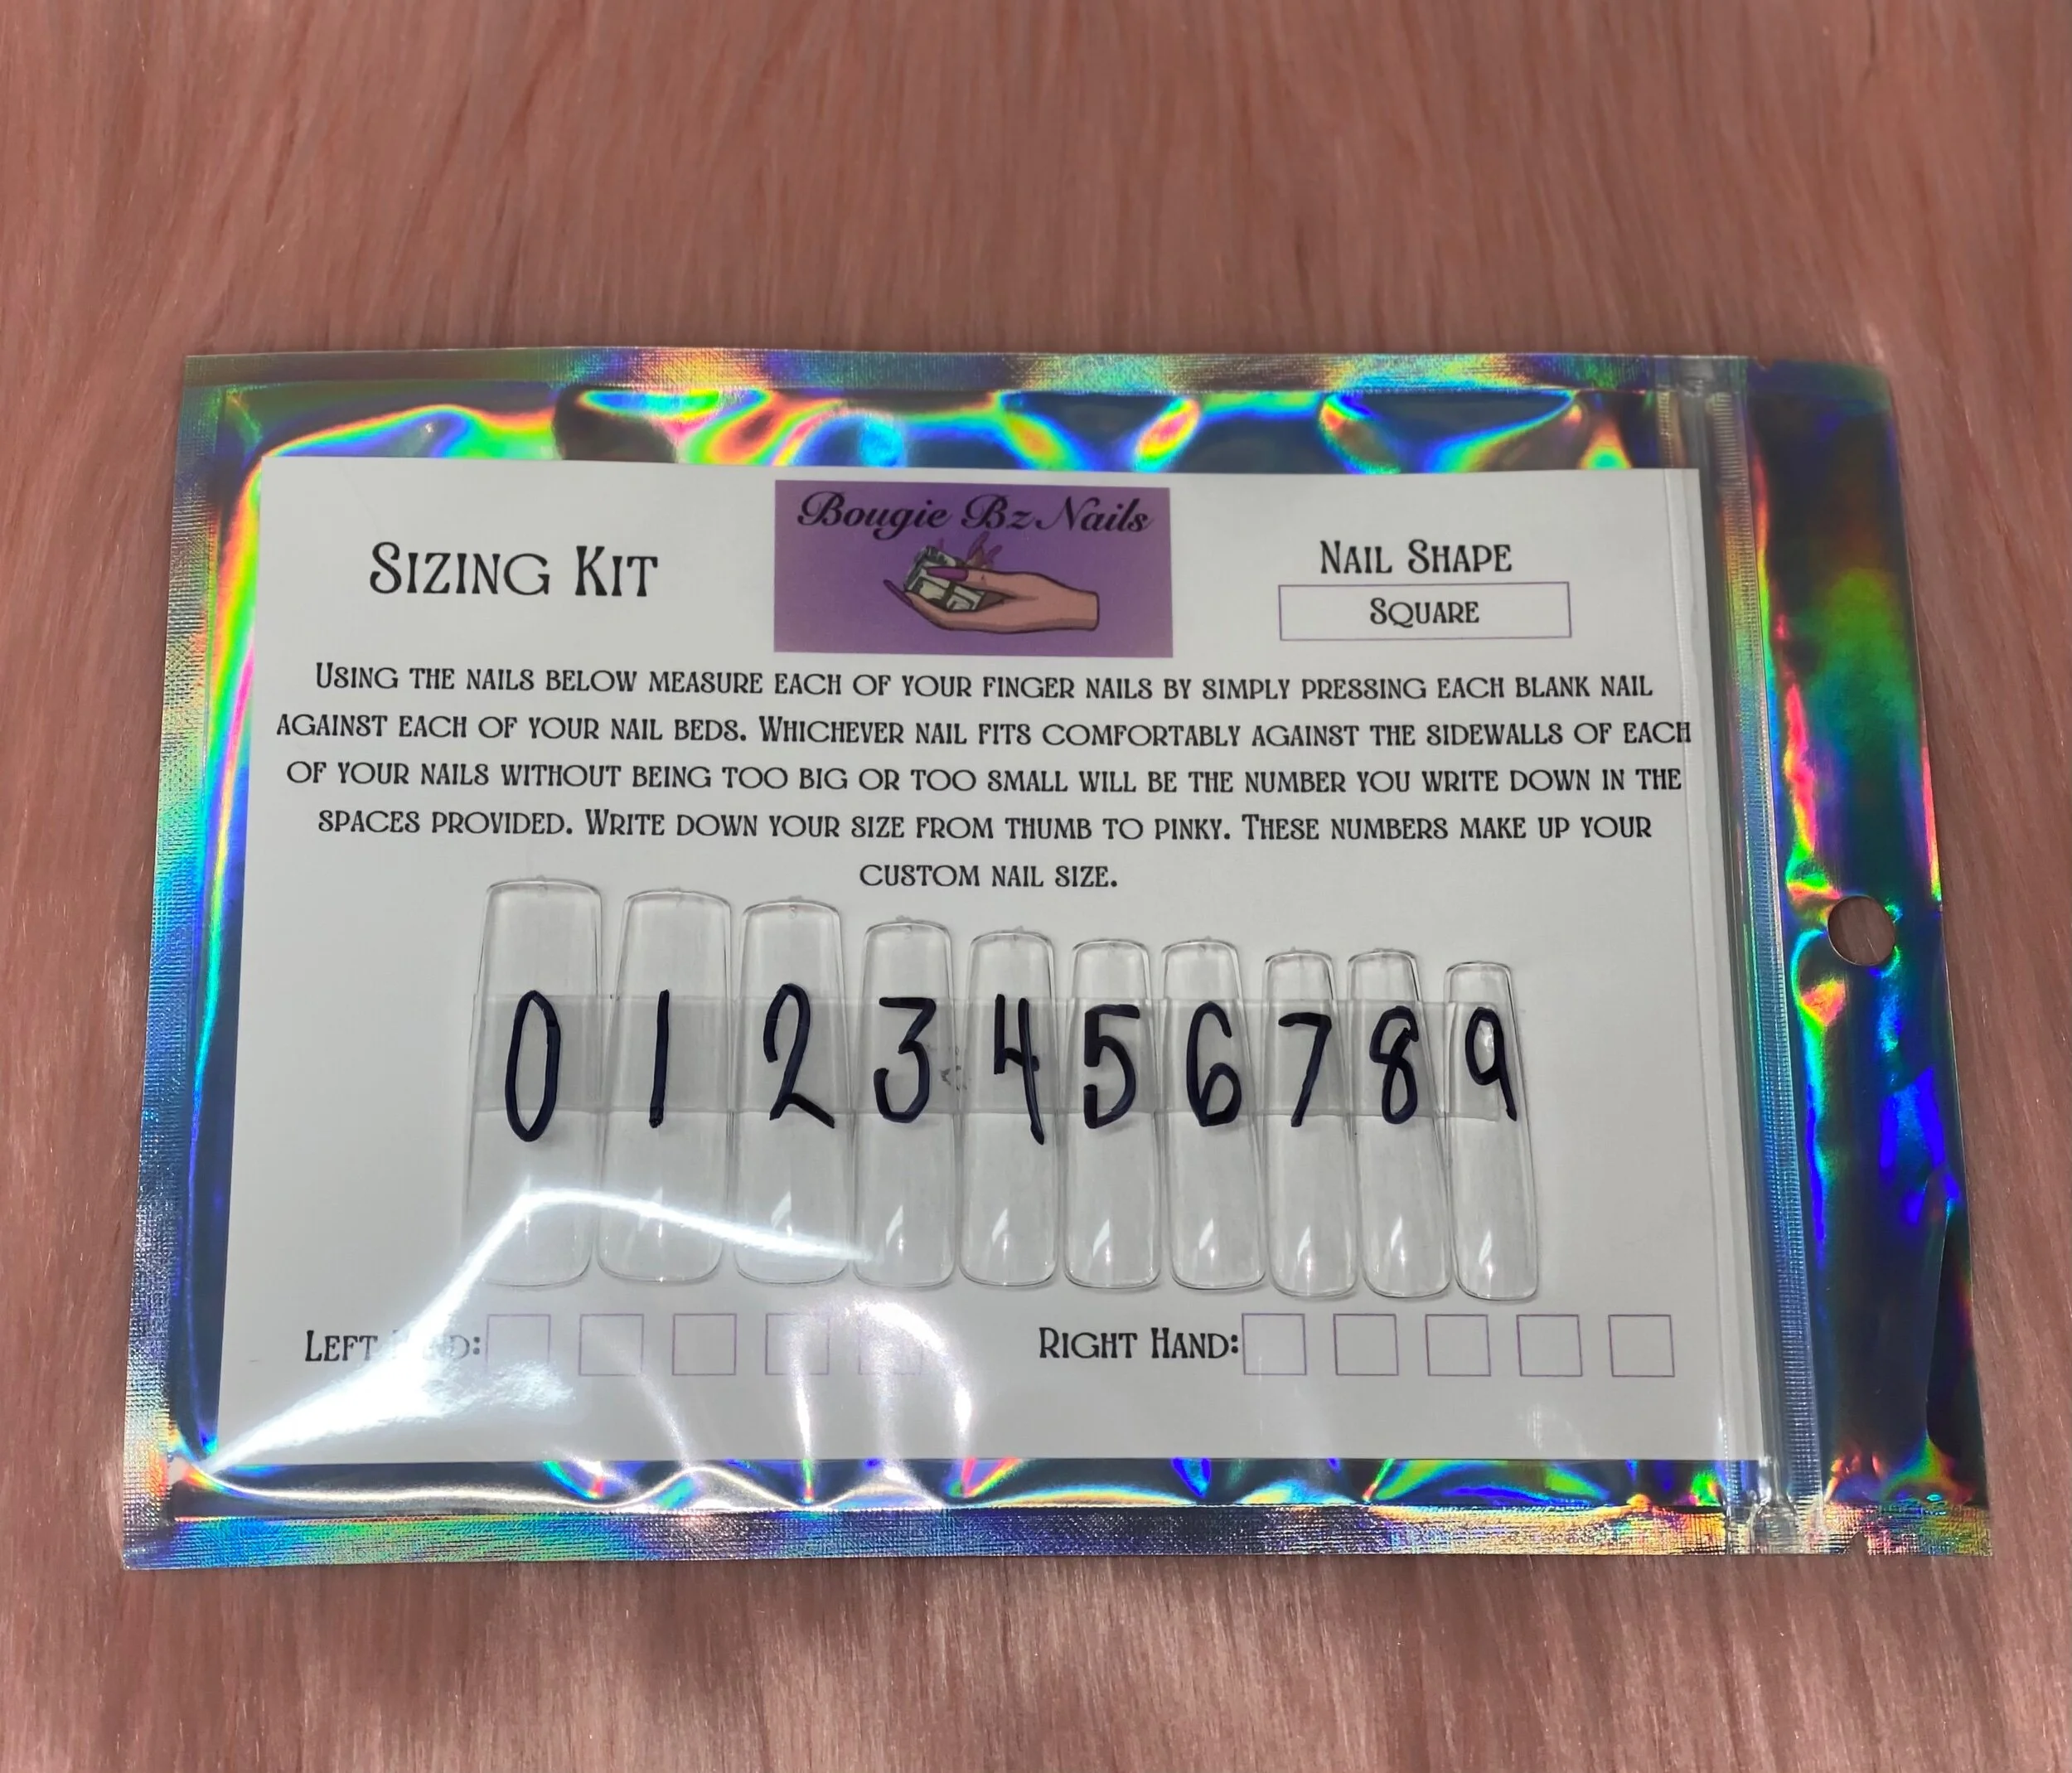 Bougie Bz Nails
Sizing Kit
Nail Shape
Square
Using the nails below measure each of your finger nails by simply pressing each blank nail
against each of your nail beds. Whichever nail fits comfortably against the sidewalls of each
of your nails without being too big or too small will be the number you write down in the
spaces provided. Write down your size from thumb to pinky. These numbers make up your
custom nail size.
0 1 2 3 4 5 6 7 8 9
Left
Right Hand: